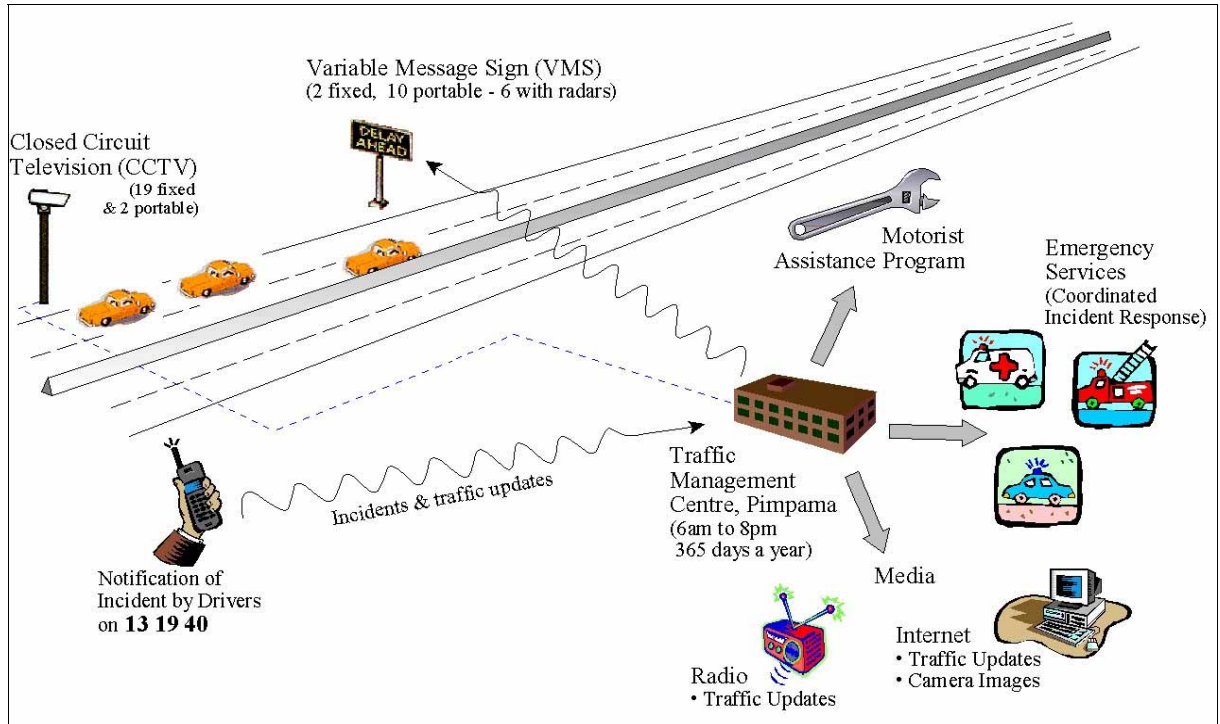 Variable Message Sign (VMS)
(2 fixed, 10 portable - 6 with radars)
DELAY
AHEAD
Closed Circuit
Television (CCTV)
(19 fixed
& 2 portable)
Motorist
Assistance Program
Emergency
Services
(Coordinated
Incident Response)
Traffic
Management
Centre, Pimpama
(6am to 8pm
365 days a year)
Incidents & traffic updates
Notification of
Incident by Drivers
on 13 19 40
Media
Radio
• Traffic Updates
Internet
• Traffic Updates
• Camera Images